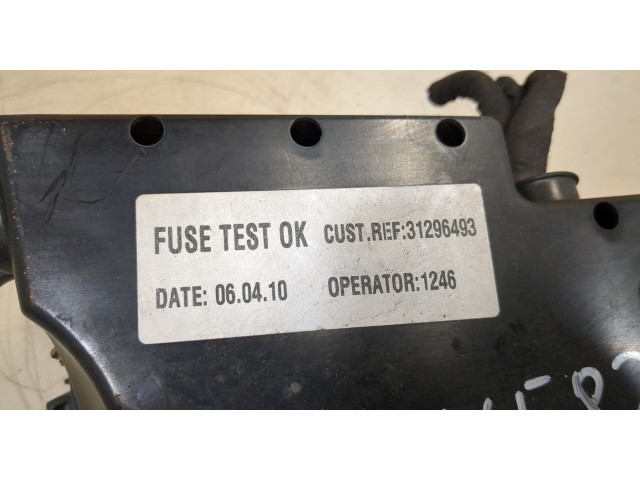 FUSE TEST OK CUST.REF:31296493
DATE: 06.04.10 OPERATOR:1246